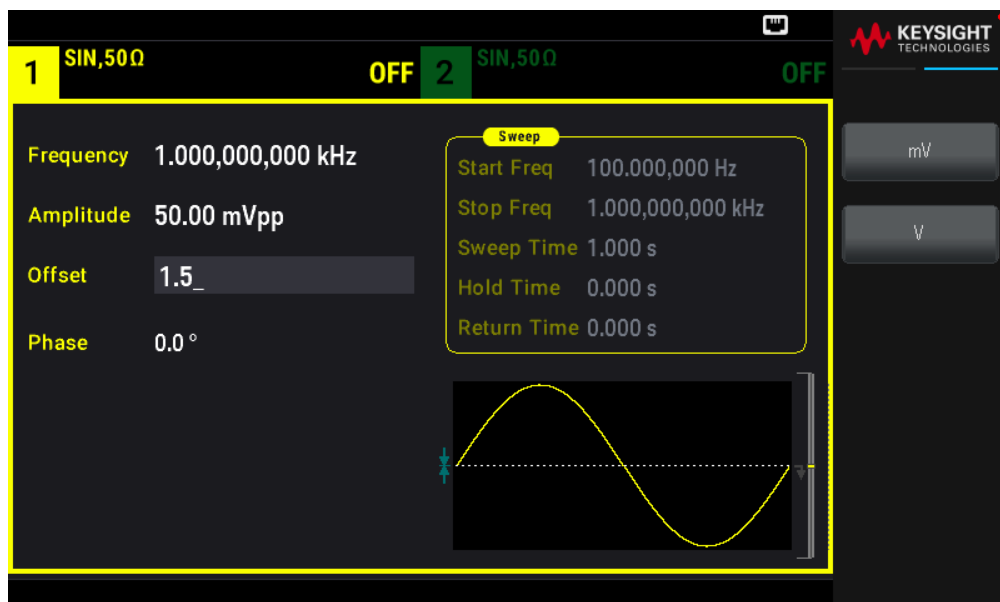 KEYSIGHT
TECHNOLOGIES
1 SIN,50Ω OFF
2 SIN,50Ω OFF
Frequency 1.000,000,000 kHz
Amplitude 50.00 mVpp
Offset 1.5_
Phase 0.0 °
Sweep
Start Freq 100.000,000 Hz
Stop Freq 1.000,000,000 kHz
Sweep Time 1.000 s
Hold Time 0.000 s
Return Time 0.000 s
mV
V